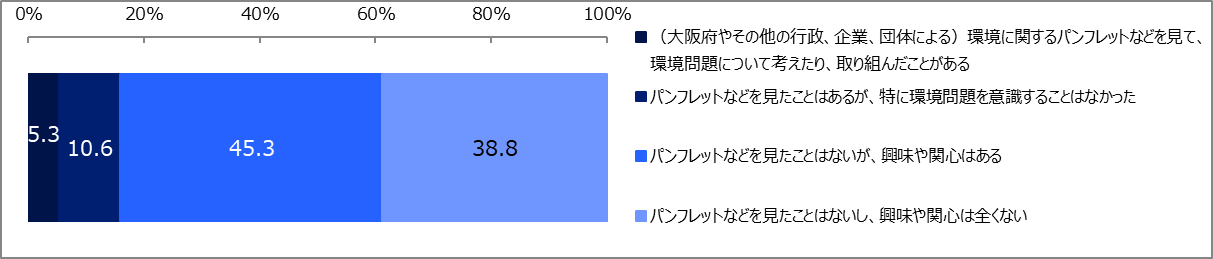 0% 20% 40% 60% 80% 100%
5.3 10.6 45.3 38.8
（大阪府やその他の行政、企業、団体による）環境に関するパンフレットなどを見て、
環境問題について考えたり、取り組んだことがある
パンフレットなどを見たことはあるが、特に環境問題を意識することはなかった
パンフレットなどを見たことはないが、興味や関心はある
パンフレットなどを見たことはないし、興味や関心は全くない